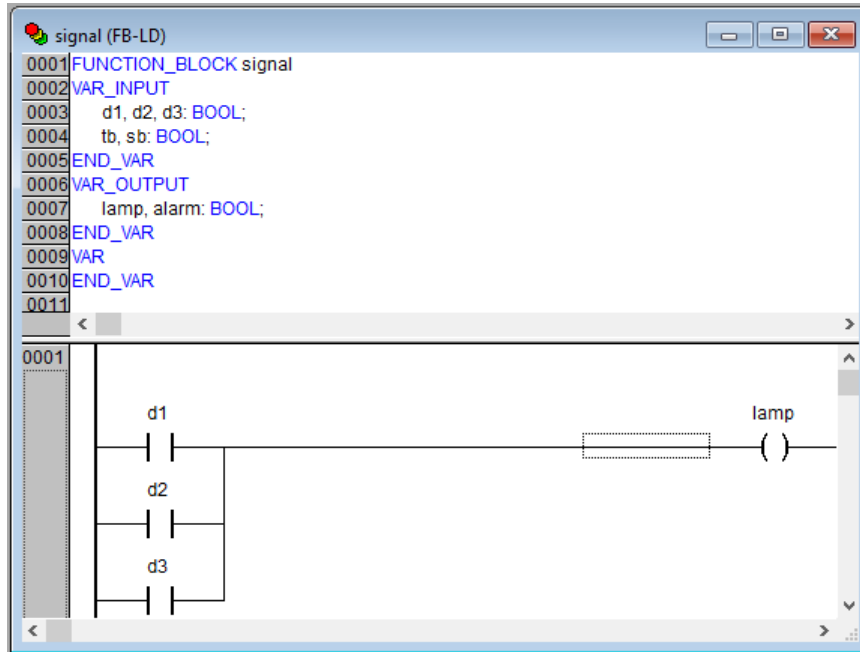 signal (FB-LD)
0001 FUNCTION_BLOCK signal
0002 VAR_INPUT
0003 d1, d2, d3: BOOL;
0004 tb, sb: BOOL;
0005 END_VAR
0006 VAR_OUTPUT
0007 lamp, alarm: BOOL;
0008 END_VAR
0009 VAR
0010 END_VAR
0011
0001
d1 lamp
d2
d3